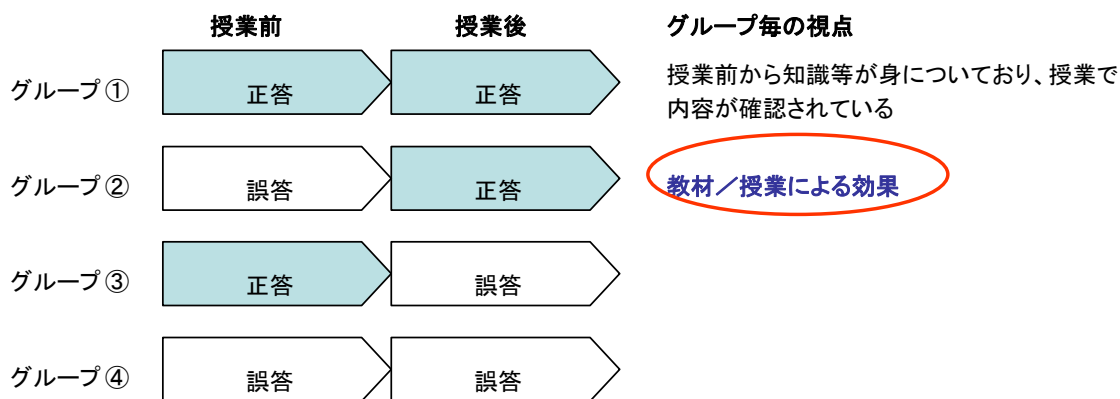 授業前 授業後 グループ毎の視点
グループ① 正答 正答 授業前から知識等が身についており、授業で
内容が確認されている
グループ② 誤答 正答 教材／授業による効果
グループ③ 正答 誤答
グループ④ 誤答 誤答